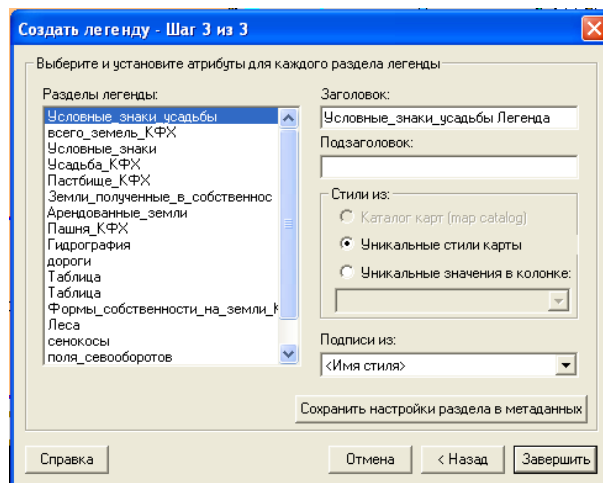 Создать легенду - Шаг 3 из 3
Выберите и установите атрибуты для каждого раздела легенды
Разделы легенды:
Условные_знаки_усадьбы
всего_земель_КФХ
Условные_знаки
Усадьба_КФХ
Пастбище_КФХ
Земли_полученные_в_собственнос
Арендованные_земли
Пашня_КФХ
Гидрография
дороги
Таблица
Таблица
Формы_собственности_на_земли_К
Леса
сенокосы
поля_севооборотов
Заголовок:
Условные_знаки_усадьбы Легенда
Подзаголовок:
Стили из:
Каталог карт (map catalog)
Уникальные стили карты
Уникальные значения в колонке:
Подписи из:
<Имя стиля>
Сохранить настройки раздела в метаданных
Справка
Отмена
< Назад
Завершить